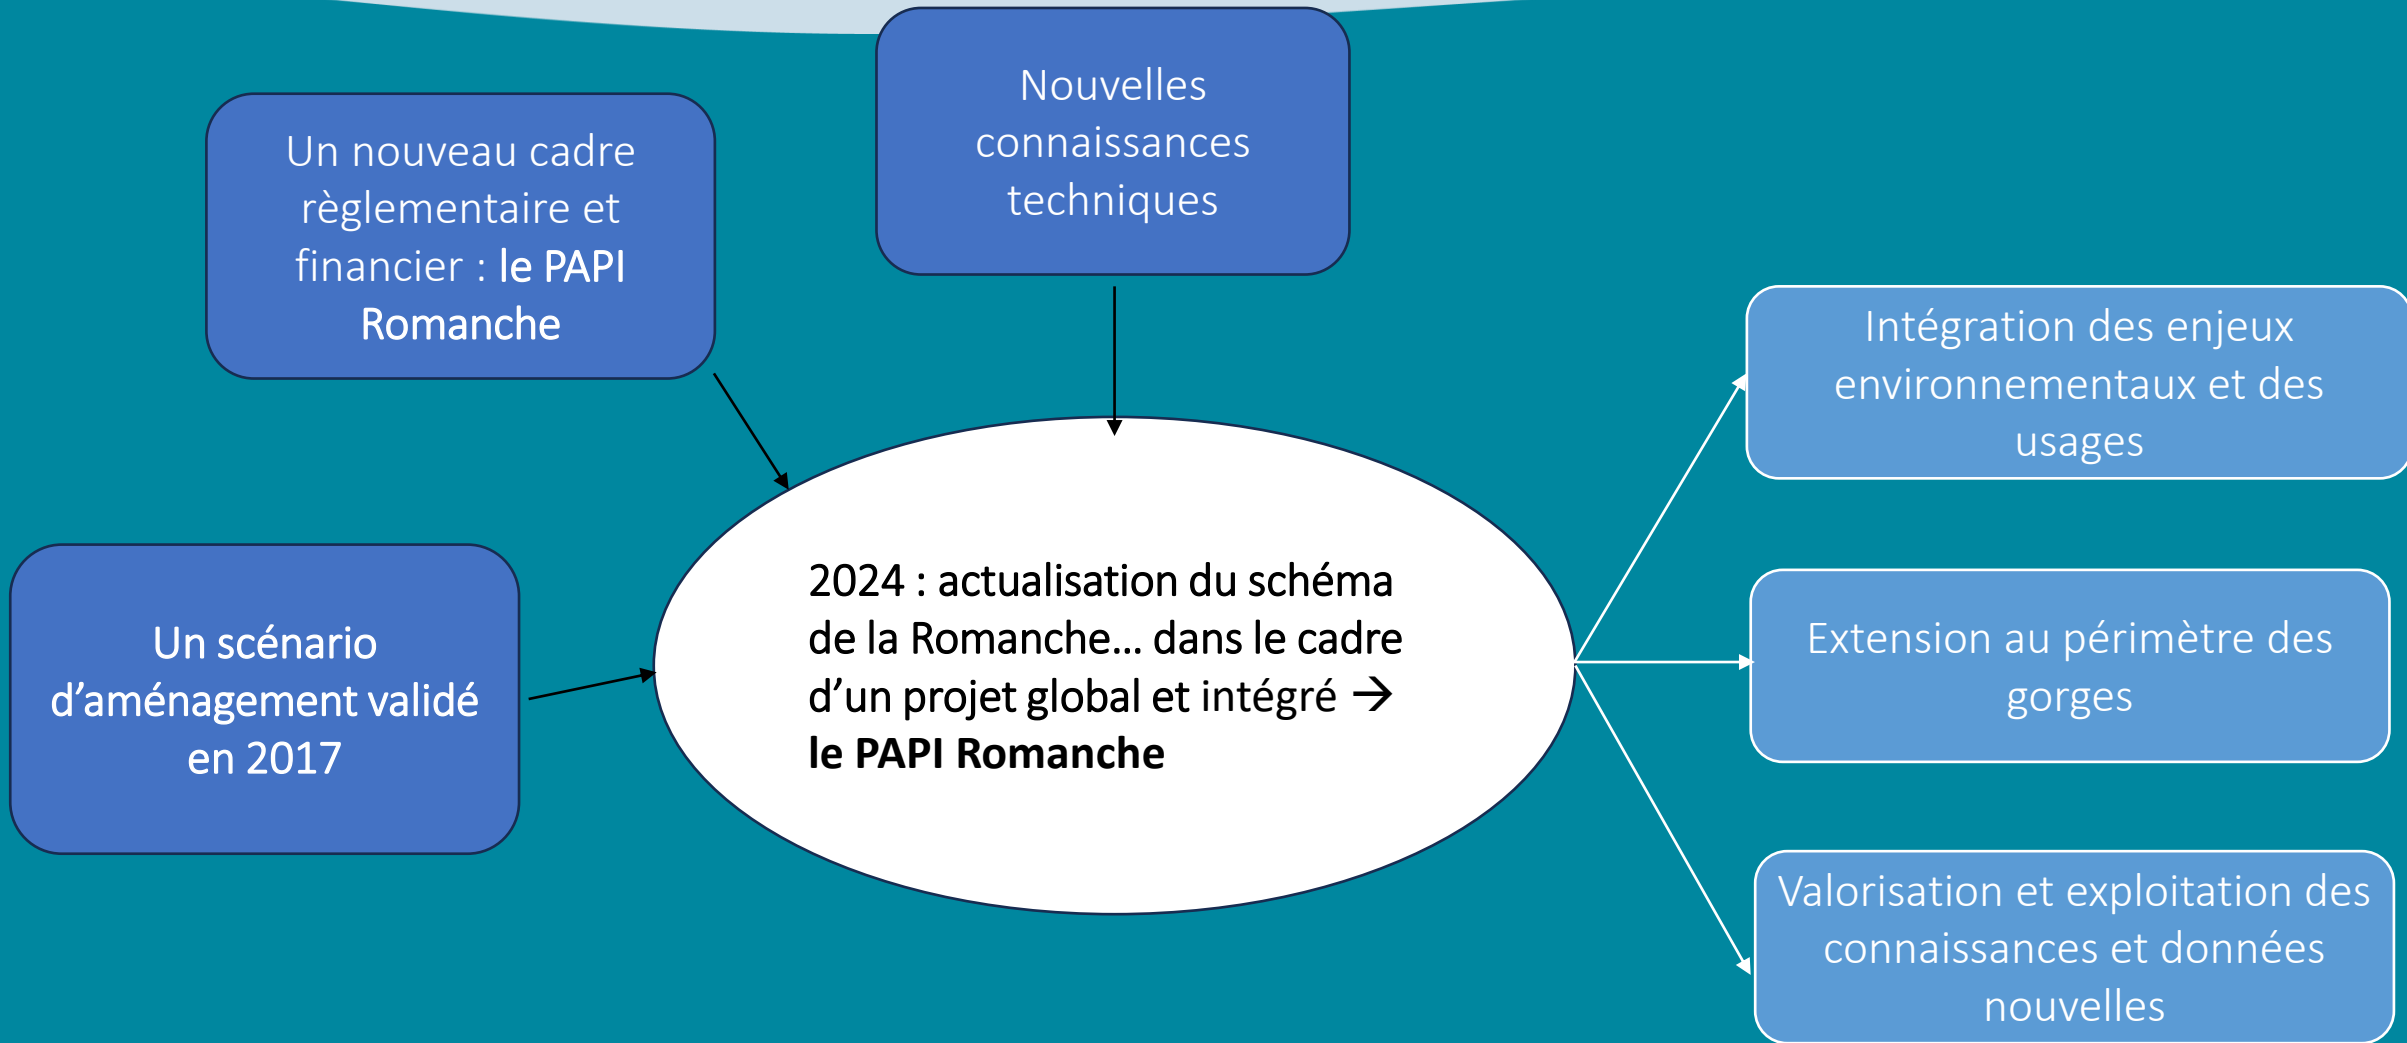 Nouvelles
connaissances
techniques
Un nouveau cadre
règlementaire et
financier : le PAPI
Romanche
Un scénario
d’aménagement validé
en 2017
2024 : actualisation du schéma
de la Romanche… dans le cadre
d’un projet global et intégré →
le PAPI Romanche
Intégration des enjeux
environnementaux et des
usages
Extension au périmètre des
gorges
Valorisation et exploitation des
connaissances et données
nouvelles